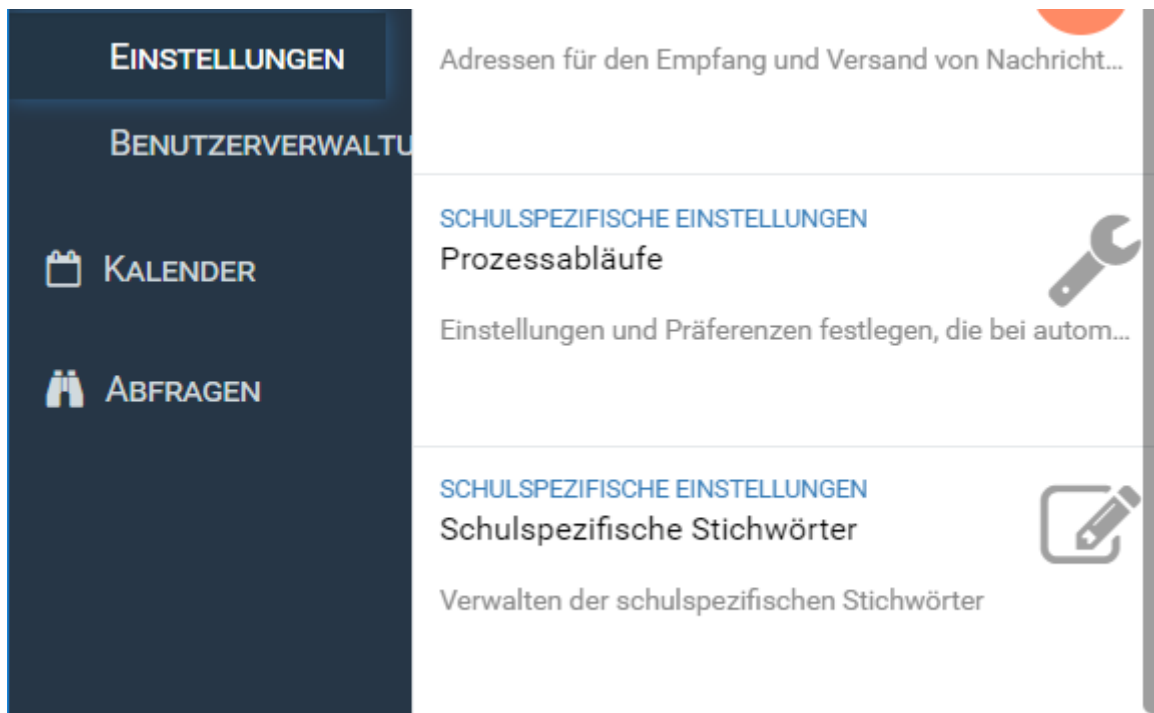 EINSTELLUNGEN
BENUTZERVERWALTU
KALENDER
ABFRAGEN
Adressen für den Empfang und Versand von Nachricht...
SCHULSPEZIFISCHE EINSTELLUNGEN
Prozessabläufe
Einstellungen und Präferenzen festlegen, die bei autom...
SCHULSPEZIFISCHE EINSTELLUNGEN
Schulspezifische Stichwörter
Verwalten der schulspezifischen Stichwörter